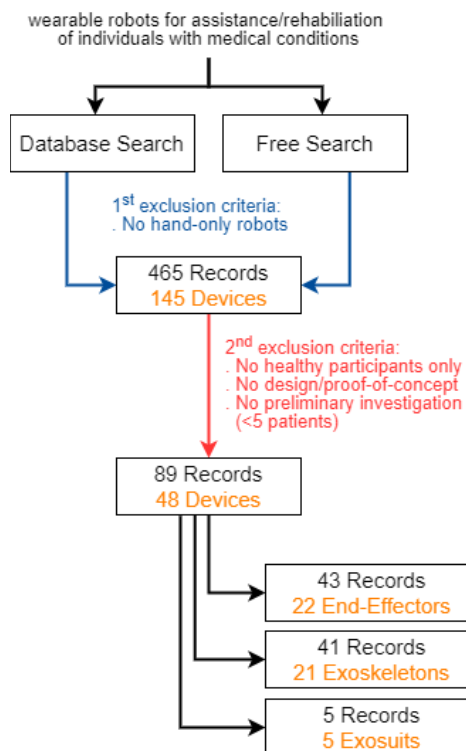 wearable robots for assistance/rehabiliation
of individuals with medical conditions
Database Search
Free Search
1st exclusion criteria:
. No hand-only robots
465 Records
145 Devices
2nd exclusion criteria:
. No healthy participants only
. No design/proof-of-concept
. No preliminary investigation
(<5 patients)
89 Records
48 Devices
43 Records
22 End-Effectors
41 Records
21 Exoskeletons
5 Records
5 Exosuits